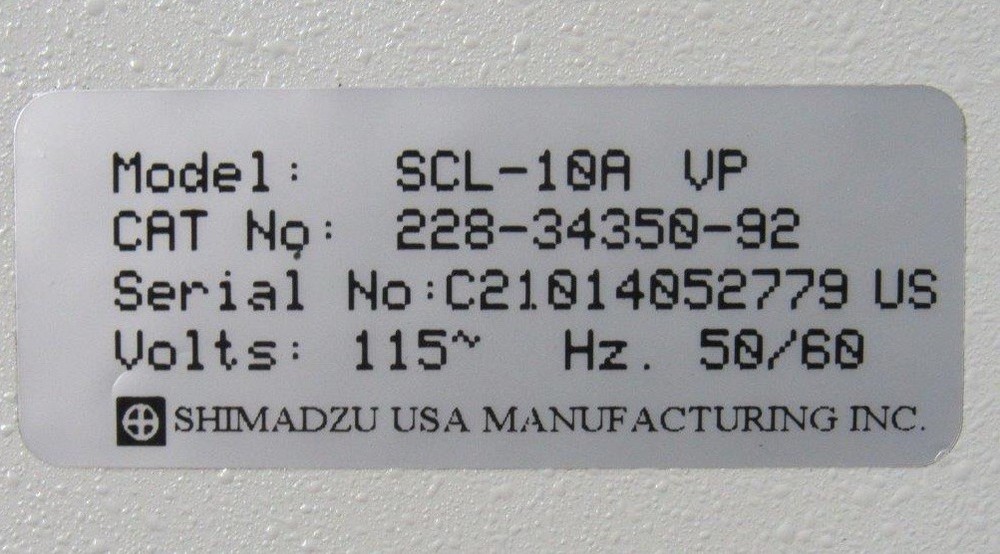 Model: SCL-10A VP
CAT No: 228-34350-92
Serial No:C21014052779 US
Volts: 115~ Hz. 50/60
SHIMADZU USA MANUFACTURING INC.